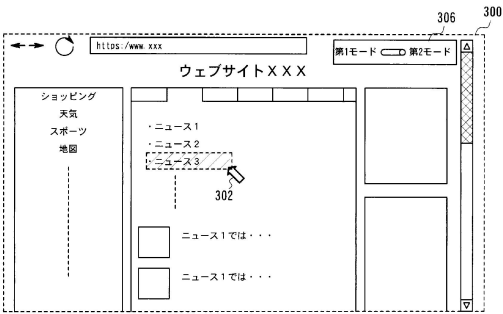 300
306
https:/www.xxx
第1モード 第2モード
ウェブサイトXXX
ショッピング
天気
スポーツ
地図
・ニュース1
・ニュース2
・ニュース3
302
ニュース1では・・・
ニュース1では・・・